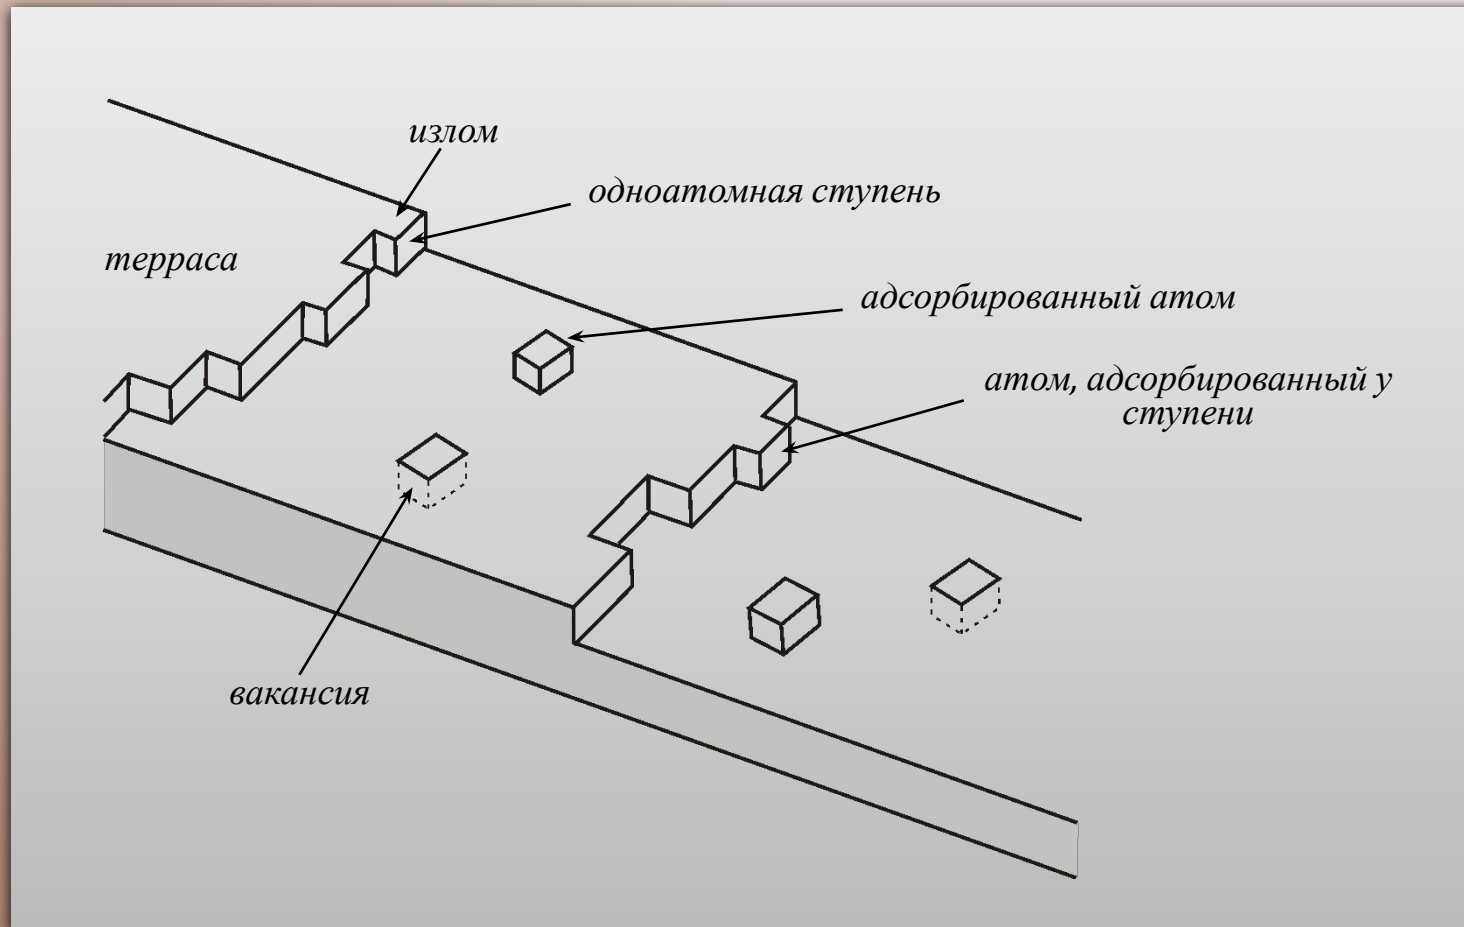 излом
одноатомная ступень
терраса
адсорбированный атом
атом, адсорбированный у
ступени
вакансия